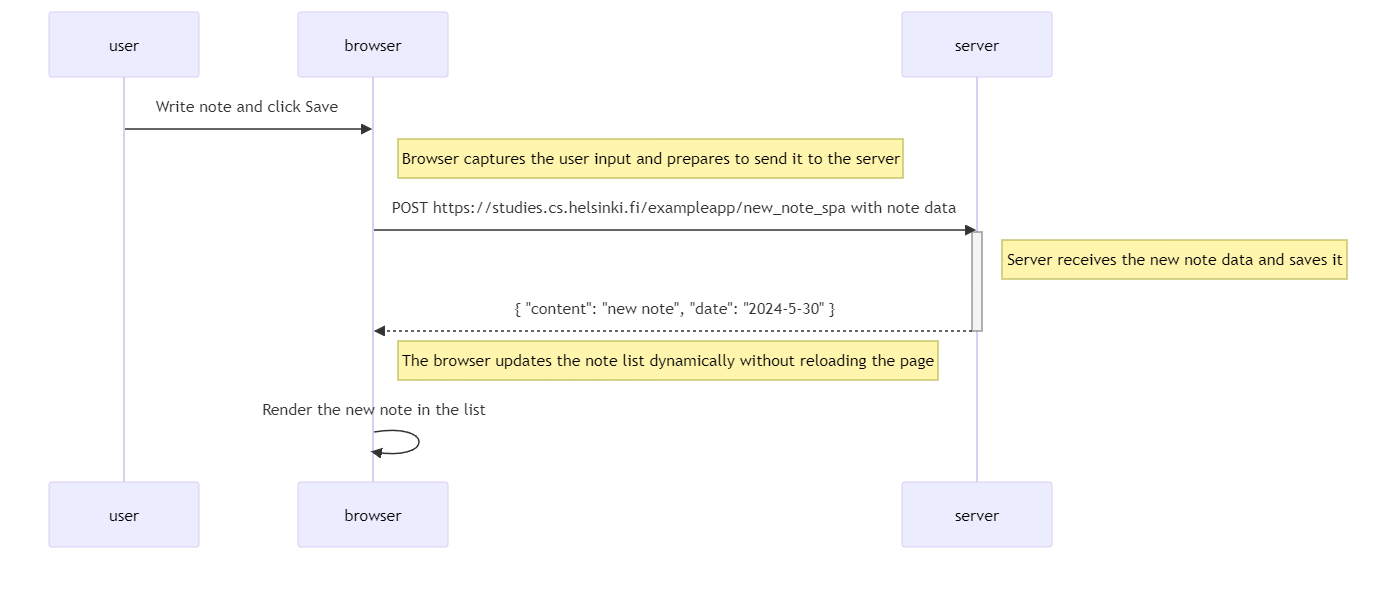 user
browser
server
Write note and click Save
Browser captures the user input and prepares to send it to the server
POST https://studies.cs.helsinki.fi/exampleapp/new_note_spa with note data
Server receives the new note data and saves it
{ "content": "new note", "date": "2024-5-30" }
The browser updates the note list dynamically without reloading the page
Render the new note in the list
user
browser
server